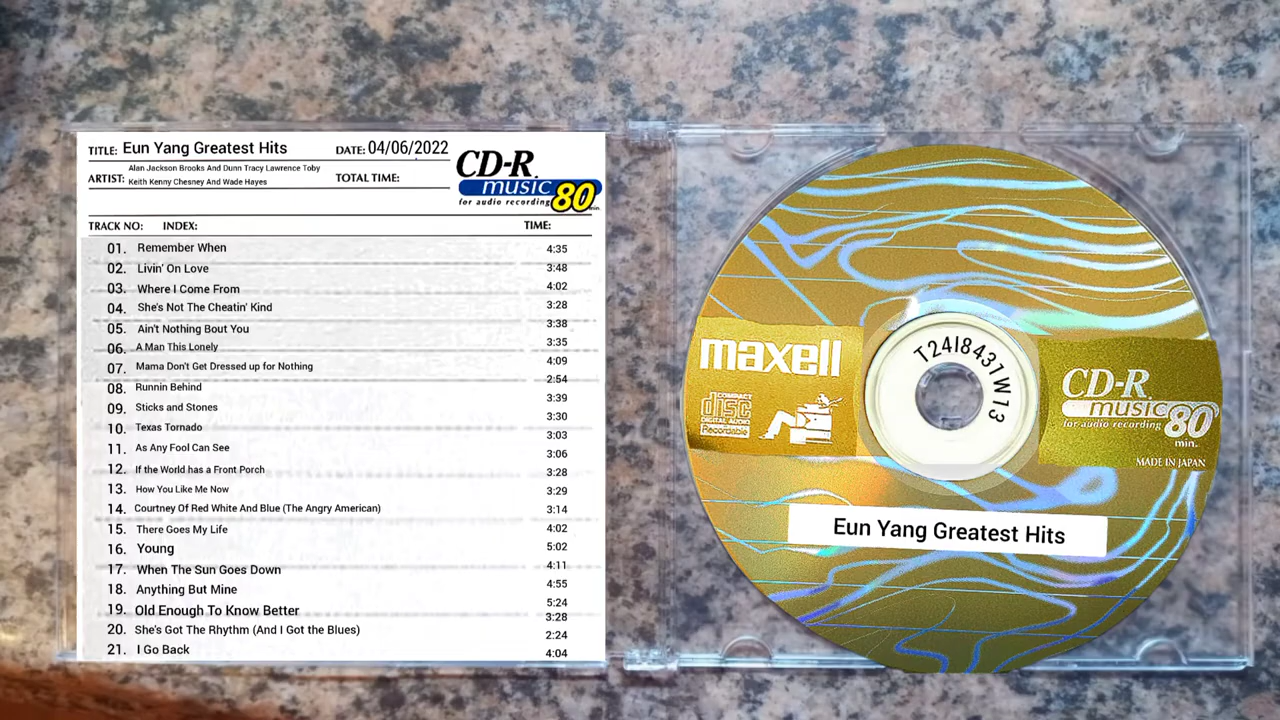 TITLE: Eun Yang Greatest Hits
DATE: 04/06/2022
ARTIST: Alan Jackson Brooks And Dunn Tracy Lawrence Toby
Keith Kenny Chesney And Wade Hayes
TOTAL TIME:
CD-R.
music 80 min.
for audio recording
TRACK NO: INDEX: TIME:
01. Remember When 4:35
02. Livin' On Love 3:48
03. Where I Come From 4:02
04. She's Not The Cheatin' Kind 3:28
05. Ain't Nothing Bout You 3:38
06. A Man This Lonely 3:35
07. Mama Don't Get Dressed up for Nothing 4:09
08. Runnin Behind 2:54
09. Sticks and Stones 3:39
10. Texas Tornado 3:30
11. As Any Fool Can See 3:03
12. If the World has a Front Porch 3:06
13. How You Like Me Now 3:28
14. Courtney Of Red White And Blue (The Angry American) 3:29
15. There Goes My Life 3:14
16. Young 4:02
17. When The Sun Goes Down 5:02
18. Anything But Mine 4:11
19. Old Enough To Know Better 4:55
20. She's Got The Rhythm (And I Got the Blues) 5:24
21. I Go Back 3:28
2:24
4:04
T24I8431W13
maxell
COMPACT
disc
DIGITAL AUDIO
Recordable
CD-R.
music 80
for audio recording
min.
MADE IN JAPAN
Eun Yang Greatest Hits